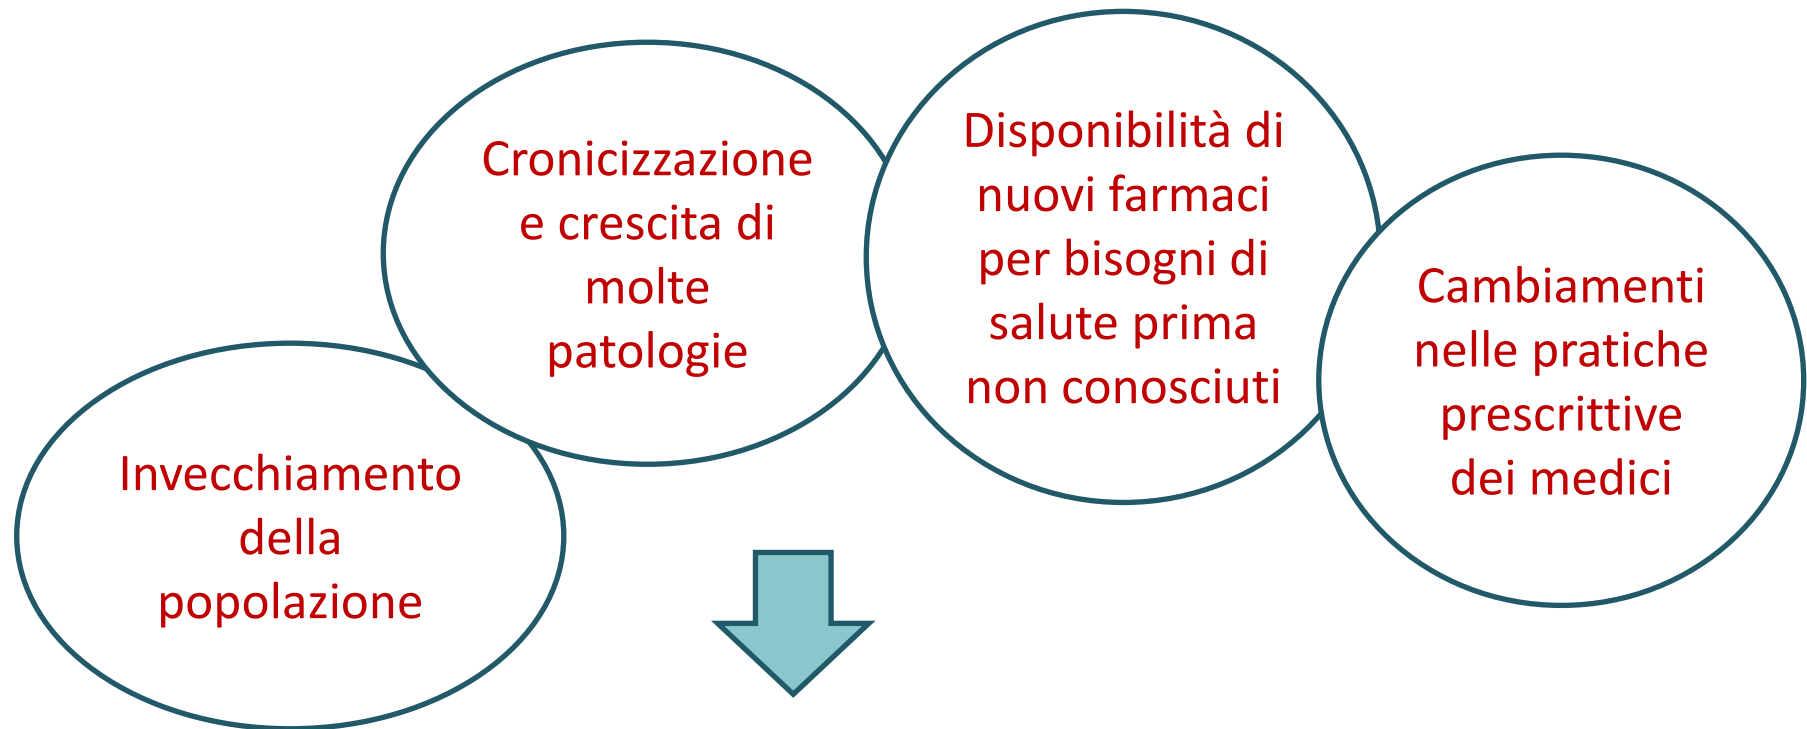 Invecchiamento
della
popolazione
Cronicizzazione
e crescita di
molte
patologie
Disponibilità di
nuovi farmaci
per bisogni di
salute prima
non conosciuti
Cambiamenti
nelle pratiche
prescrittive
dei medici